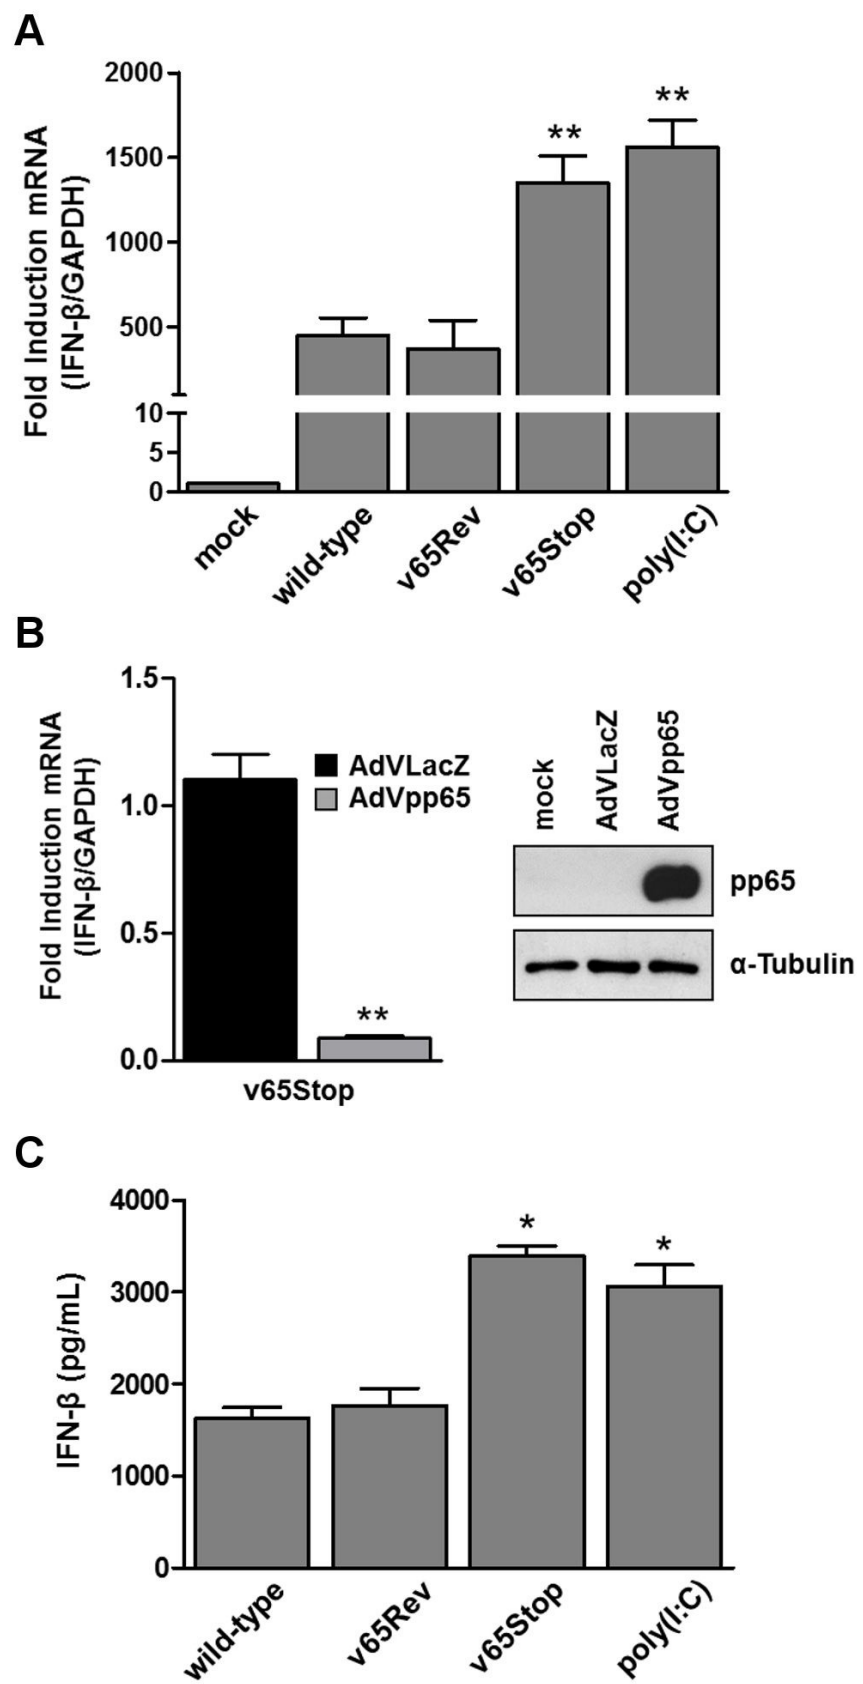 A
Fold Induction mRNA
(IFN-β/GAPDH)
2000
1500
1000
500
10
5
0
**
**
mock
wild-type
v65Rev
v65Stop
poly(I:C)
B
Fold Induction mRNA
(IFN-β/GAPDH)
1.5
1.0
0.5
0.0
AdVLacZ
AdVpp65
**
v65Stop
mock
AdVLacZ
AdVpp65
pp65
α-Tubulin
C
IFN-β (pg/mL)
4000
3000
2000
1000
0
*
*
wild-type
v65Rev
v65Stop
poly(I:C)